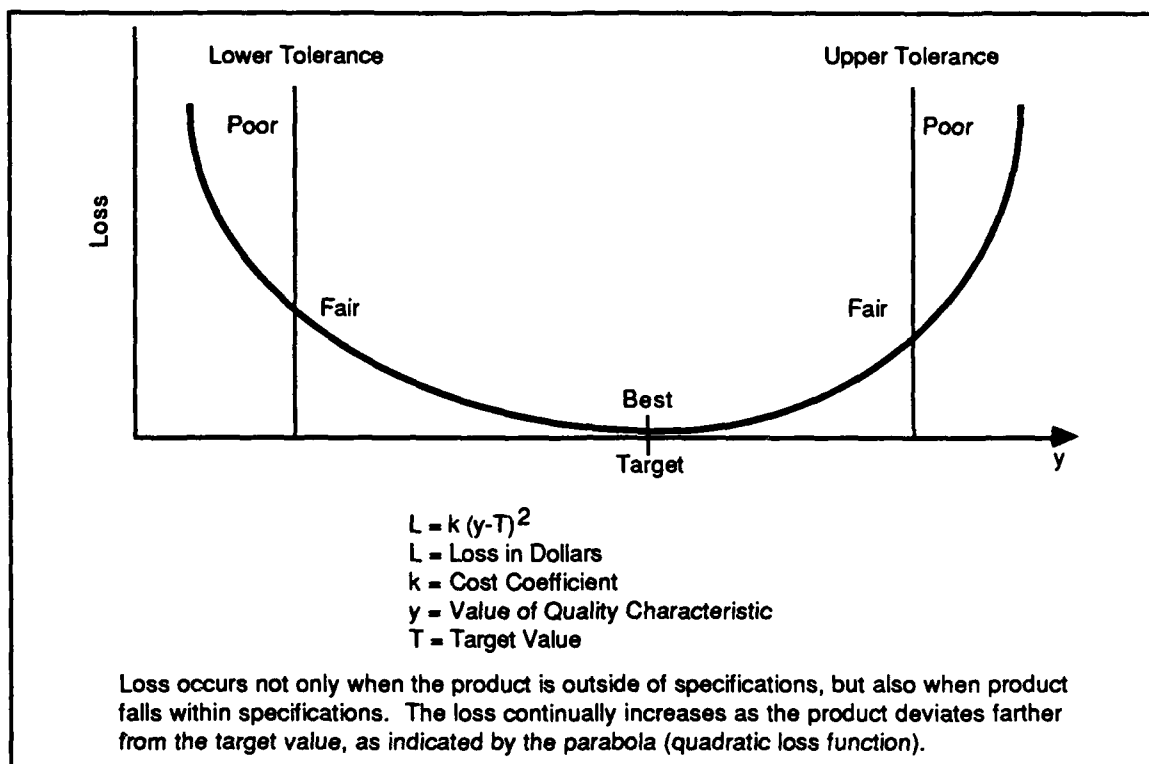 Lower Tolerance
Upper Tolerance
Poor
Poor
Loss
Fair
Fair
Best
Target
y
L = k (y-T)2
L = Loss in Dollars
k = Cost Coefficient
y = Value of Quality Characteristic
T = Target Value
Loss occurs not only when the product is outside of specifications, but also when product
falls within specifications. The loss continually increases as the product deviates farther
from the target value, as indicated by the parabola (quadratic loss function).